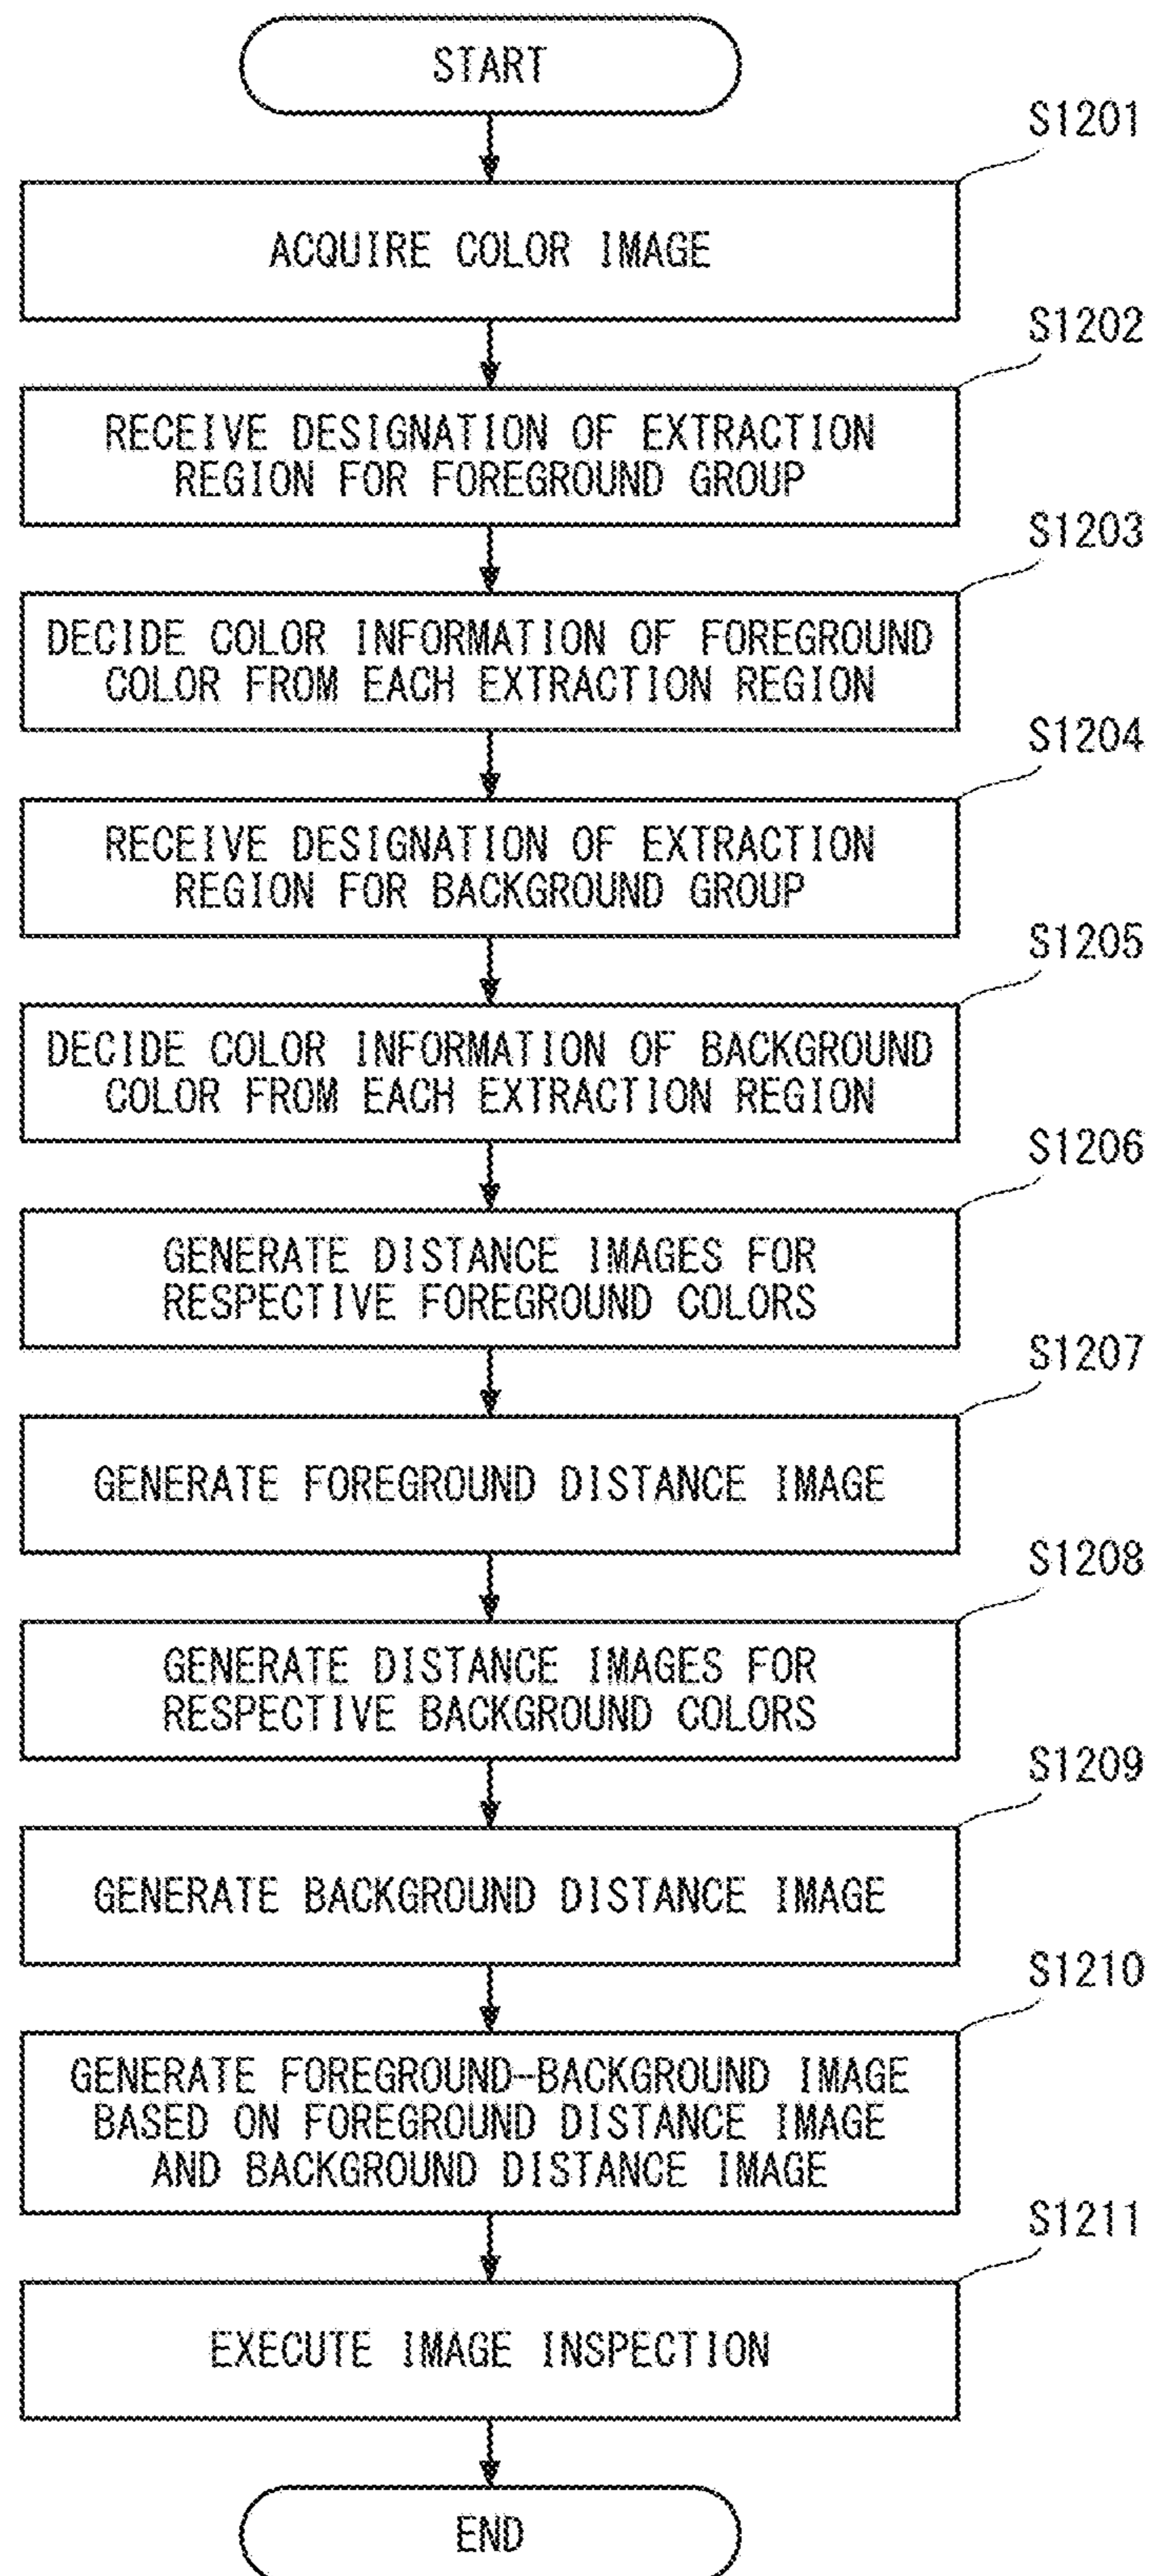 START
S1201
ACQUIRE COLOR IMAGE
S1202
RECEIVE DESIGNATION OF EXTRACTION
REGION FOR FOREGROUND GROUP
S1203
DECIDE COLOR INFORMATION OF FOREGROUND
COLOR FROM EACH EXTRACTION REGION
S1204
RECEIVE DESIGNATION OF EXTRACTION
REGION FOR BACKGROUND GROUP
S1205
DECIDE COLOR INFORMATION OF BACKGROUND
COLOR FROM EACH EXTRACTION REGION
S1206
GENERATE DISTANCE IMAGES FOR
RESPECTIVE FOREGROUND COLORS
S1207
GENERATE FOREGROUND DISTANCE IMAGE
S1208
GENERATE DISTANCE IMAGES FOR
RESPECTIVE BACKGROUND COLORS
S1209
GENERATE BACKGROUND DISTANCE IMAGE
S1210
GENERATE FOREGROUND-BACKGROUND IMAGE
BASED ON FOREGROUND DISTANCE IMAGE
AND BACKGROUND DISTANCE IMAGE
S1211
EXECUTE IMAGE INSPECTION
END